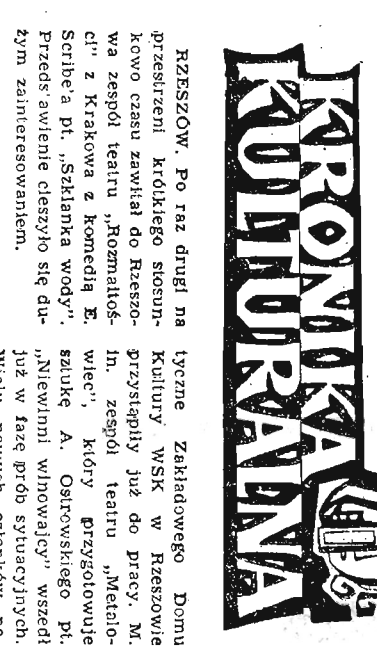 KRONIKA
KULTURALNA
RZESZÓW. Po raz drugi na
przestrzeni krótkiego stosun-
kowo czasu zawitał do Rzeszo-
wa zespół teatru „Rozmaitoś-
ci” z Krakowa z komedią E.
Scribe'a pt. „Szklanka wody”.
Przedstawienie cieszyło się du-
żym zainteresowaniem.
tyczne Zakładowego Domu
Kultury WSK w Rzeszowie
przystąpiły już do pracy. M.
in. zespół teatru „Metalo-
wiec”, który przygotowuje
sztukę A. Ostrowskiego pt.
„Niewinni winowajcy” wszedł
już w fazę prób sytuacyjnych.